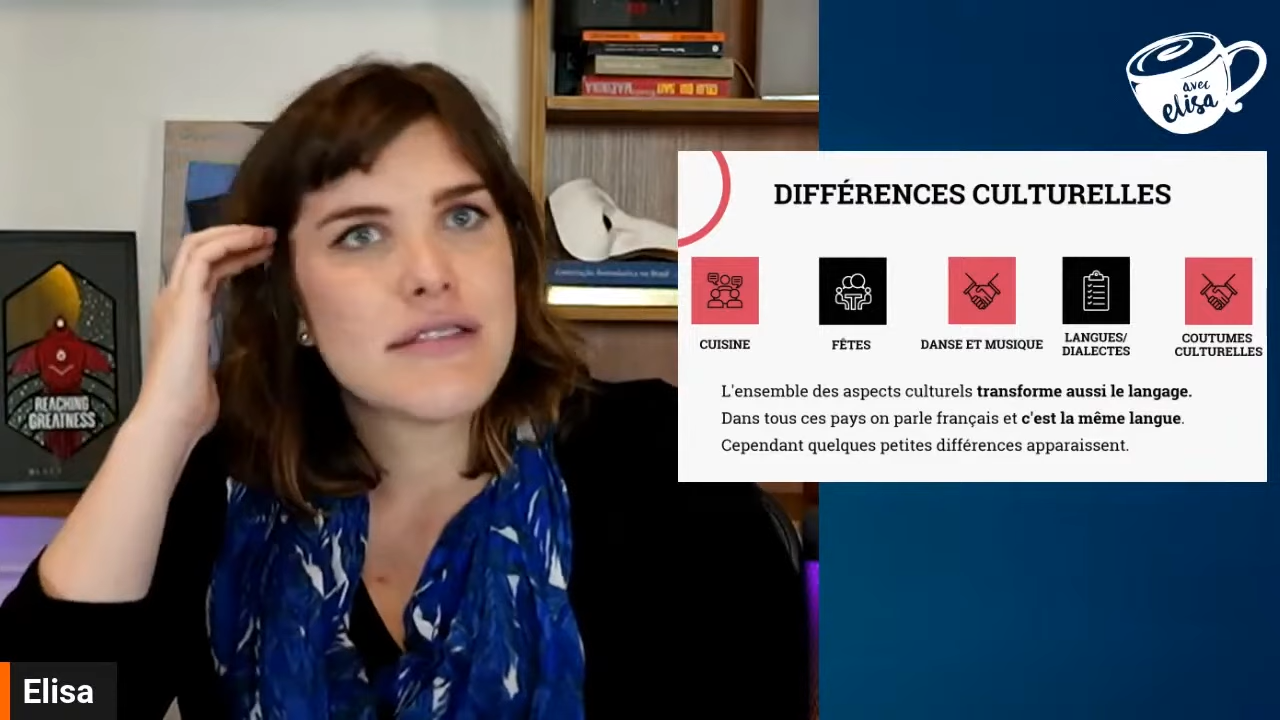 avec
elisa
DIFFÉRENCES CULTURELLES
CUISINE
FÊTES
DANSE ET MUSIQUE
LANGUES/
DIALECTES
COUTUMES
CULTURELLES
L'ensemble des aspects culturels transforme aussi le langage.
Dans tous ces pays on parle français et c'est la même langue.
Cependant quelques petites différences apparaissent.
REACHING
GREATNESS
Elisa